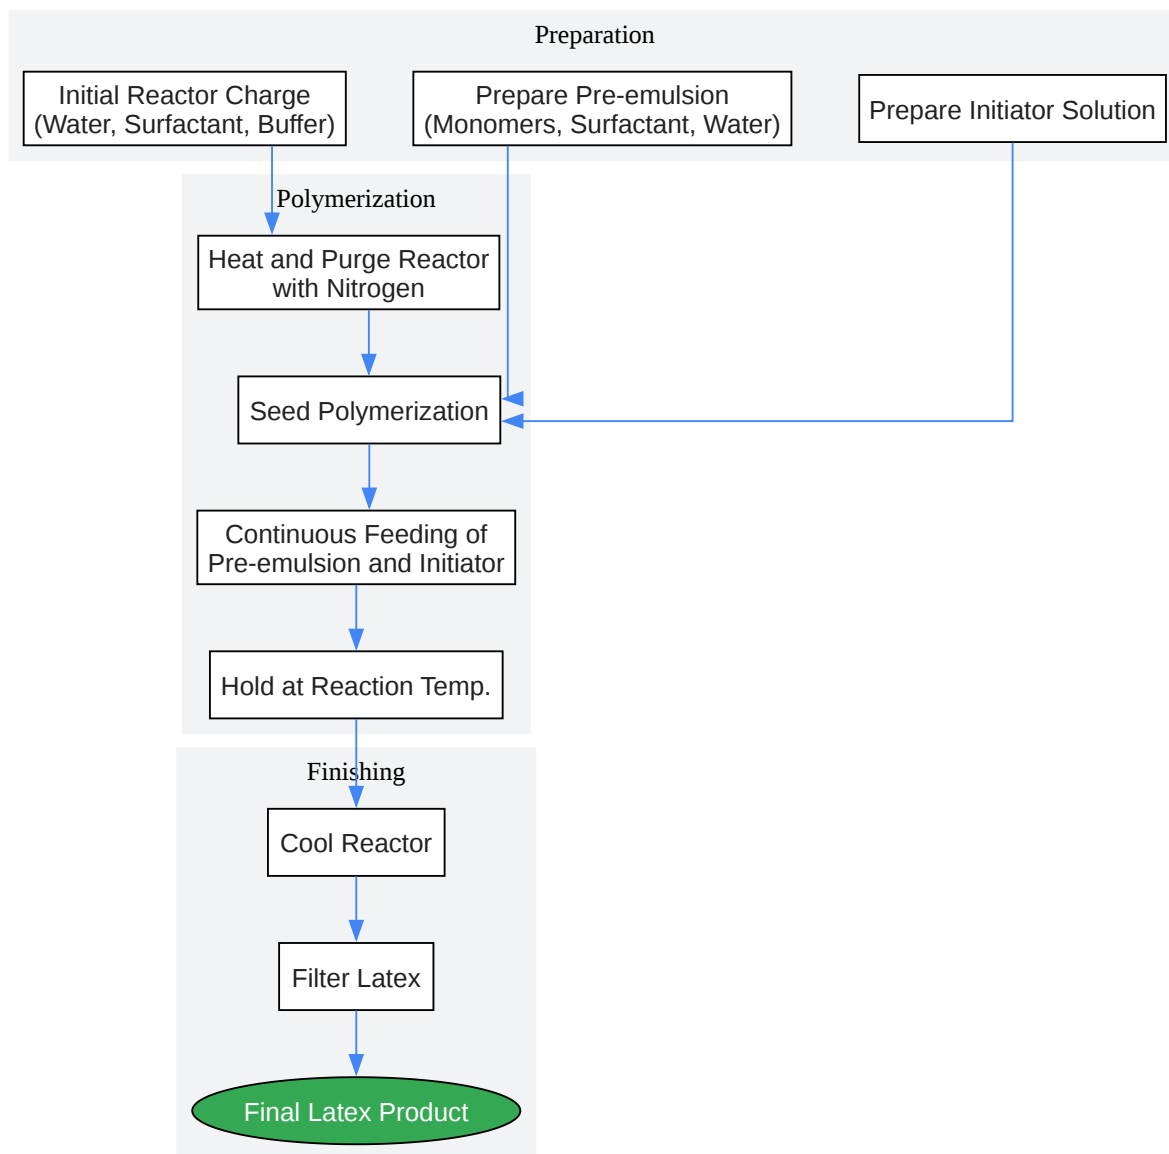 Preparation
Initial Reactor Charge
(Water, Surfactant, Buffer)
Prepare Pre-emulsion
(Monomers, Surfactant, Water)
Prepare Initiator Solution
Polymerization
Heat and Purge Reactor
with Nitrogen
Seed Polymerization
Continuous Feeding of
Pre-emulsion and Initiator
Hold at Reaction Temp.
Finishing
Cool Reactor
Filter Latex
Final Latex Product